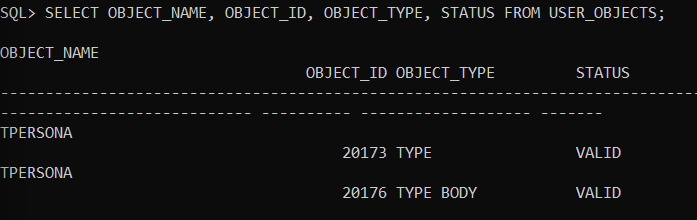 SQL> SELECT OBJECT_NAME, OBJECT_ID, OBJECT_TYPE, STATUS FROM USER_OBJECTS;
OBJECT_NAME
OBJECT_ID OBJECT_TYPE STATUS
--------------------------------------------------------------------------------
---------------------------- ---------- ------------------- -------
TPERSONA
20173 TYPE VALID
TPERSONA
20176 TYPE BODY VALID